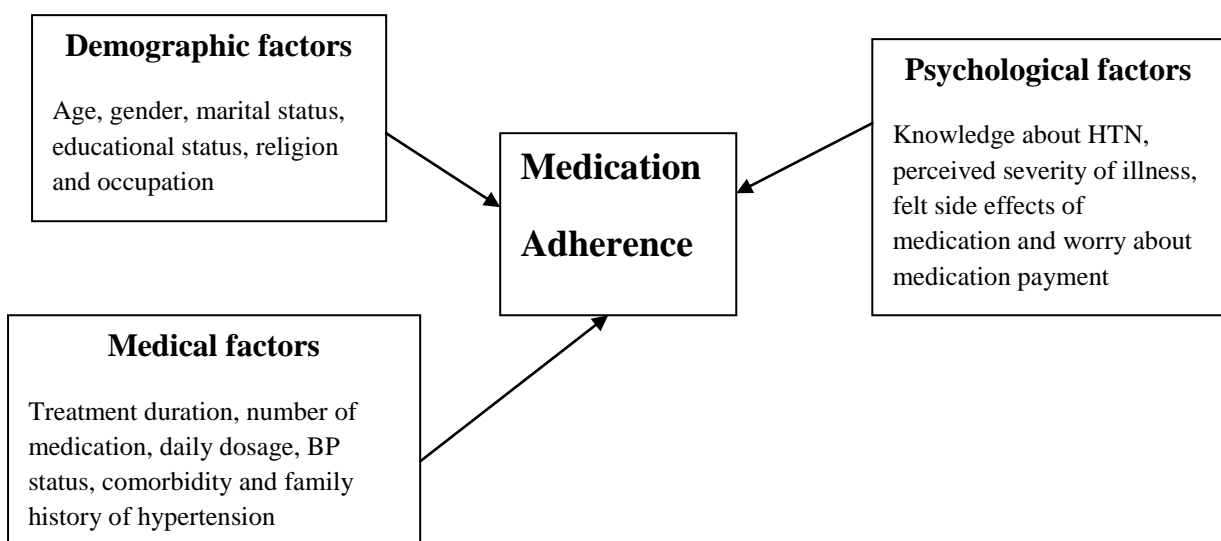 Demographic factors
Age, gender, marital status,
educational status, religion
and occupation
Psychological factors
Knowledge about HTN,
perceived severity of illness,
felt side effects of
medication and worry about
medication payment
Medication
Adherence
Medical factors
Treatment duration, number of
medication, daily dosage, BP
status, comorbidity and family
history of hypertension